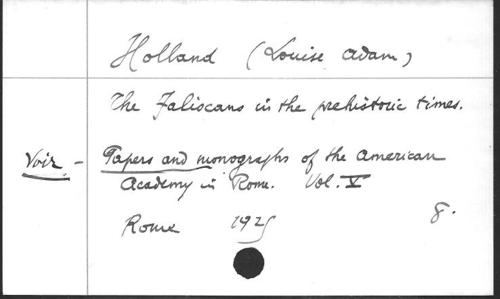 Holland (Louise Adam)
The Faliscans in the prehistoric times.
Voir - Papers and monographs of the American
Academy in Rome. Vol. V
Rome 1925 8.